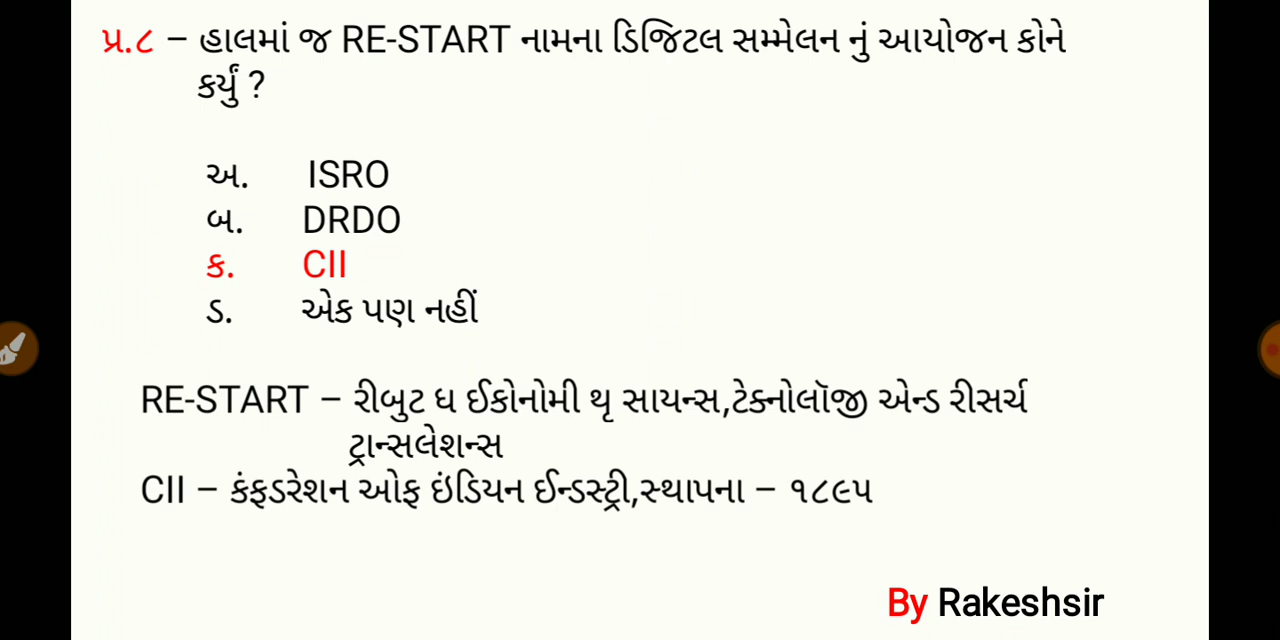 પ્ર.૮ – હાલમાં જ RE-START નામના ડિજિટલ સમ્મેલન નું આયોજન કોને
કર્યું ?
અ. ISRO
બ. DRDO
ક. CII
ડ. એક પણ નહીં
RE-START – રીબુટ ધ ઈકોનોમી થૃ સાયન્સ,ટેક્નોલૉજી એન્ડ રીસર્ચ
ટ્રાન્સલેશન્સ
CII – કંફડરેશન ઓફ ઇંડિયન ઈન્ડસ્ટ્રી,સ્થાપના – ૧૮૯૫
By Rakeshsir